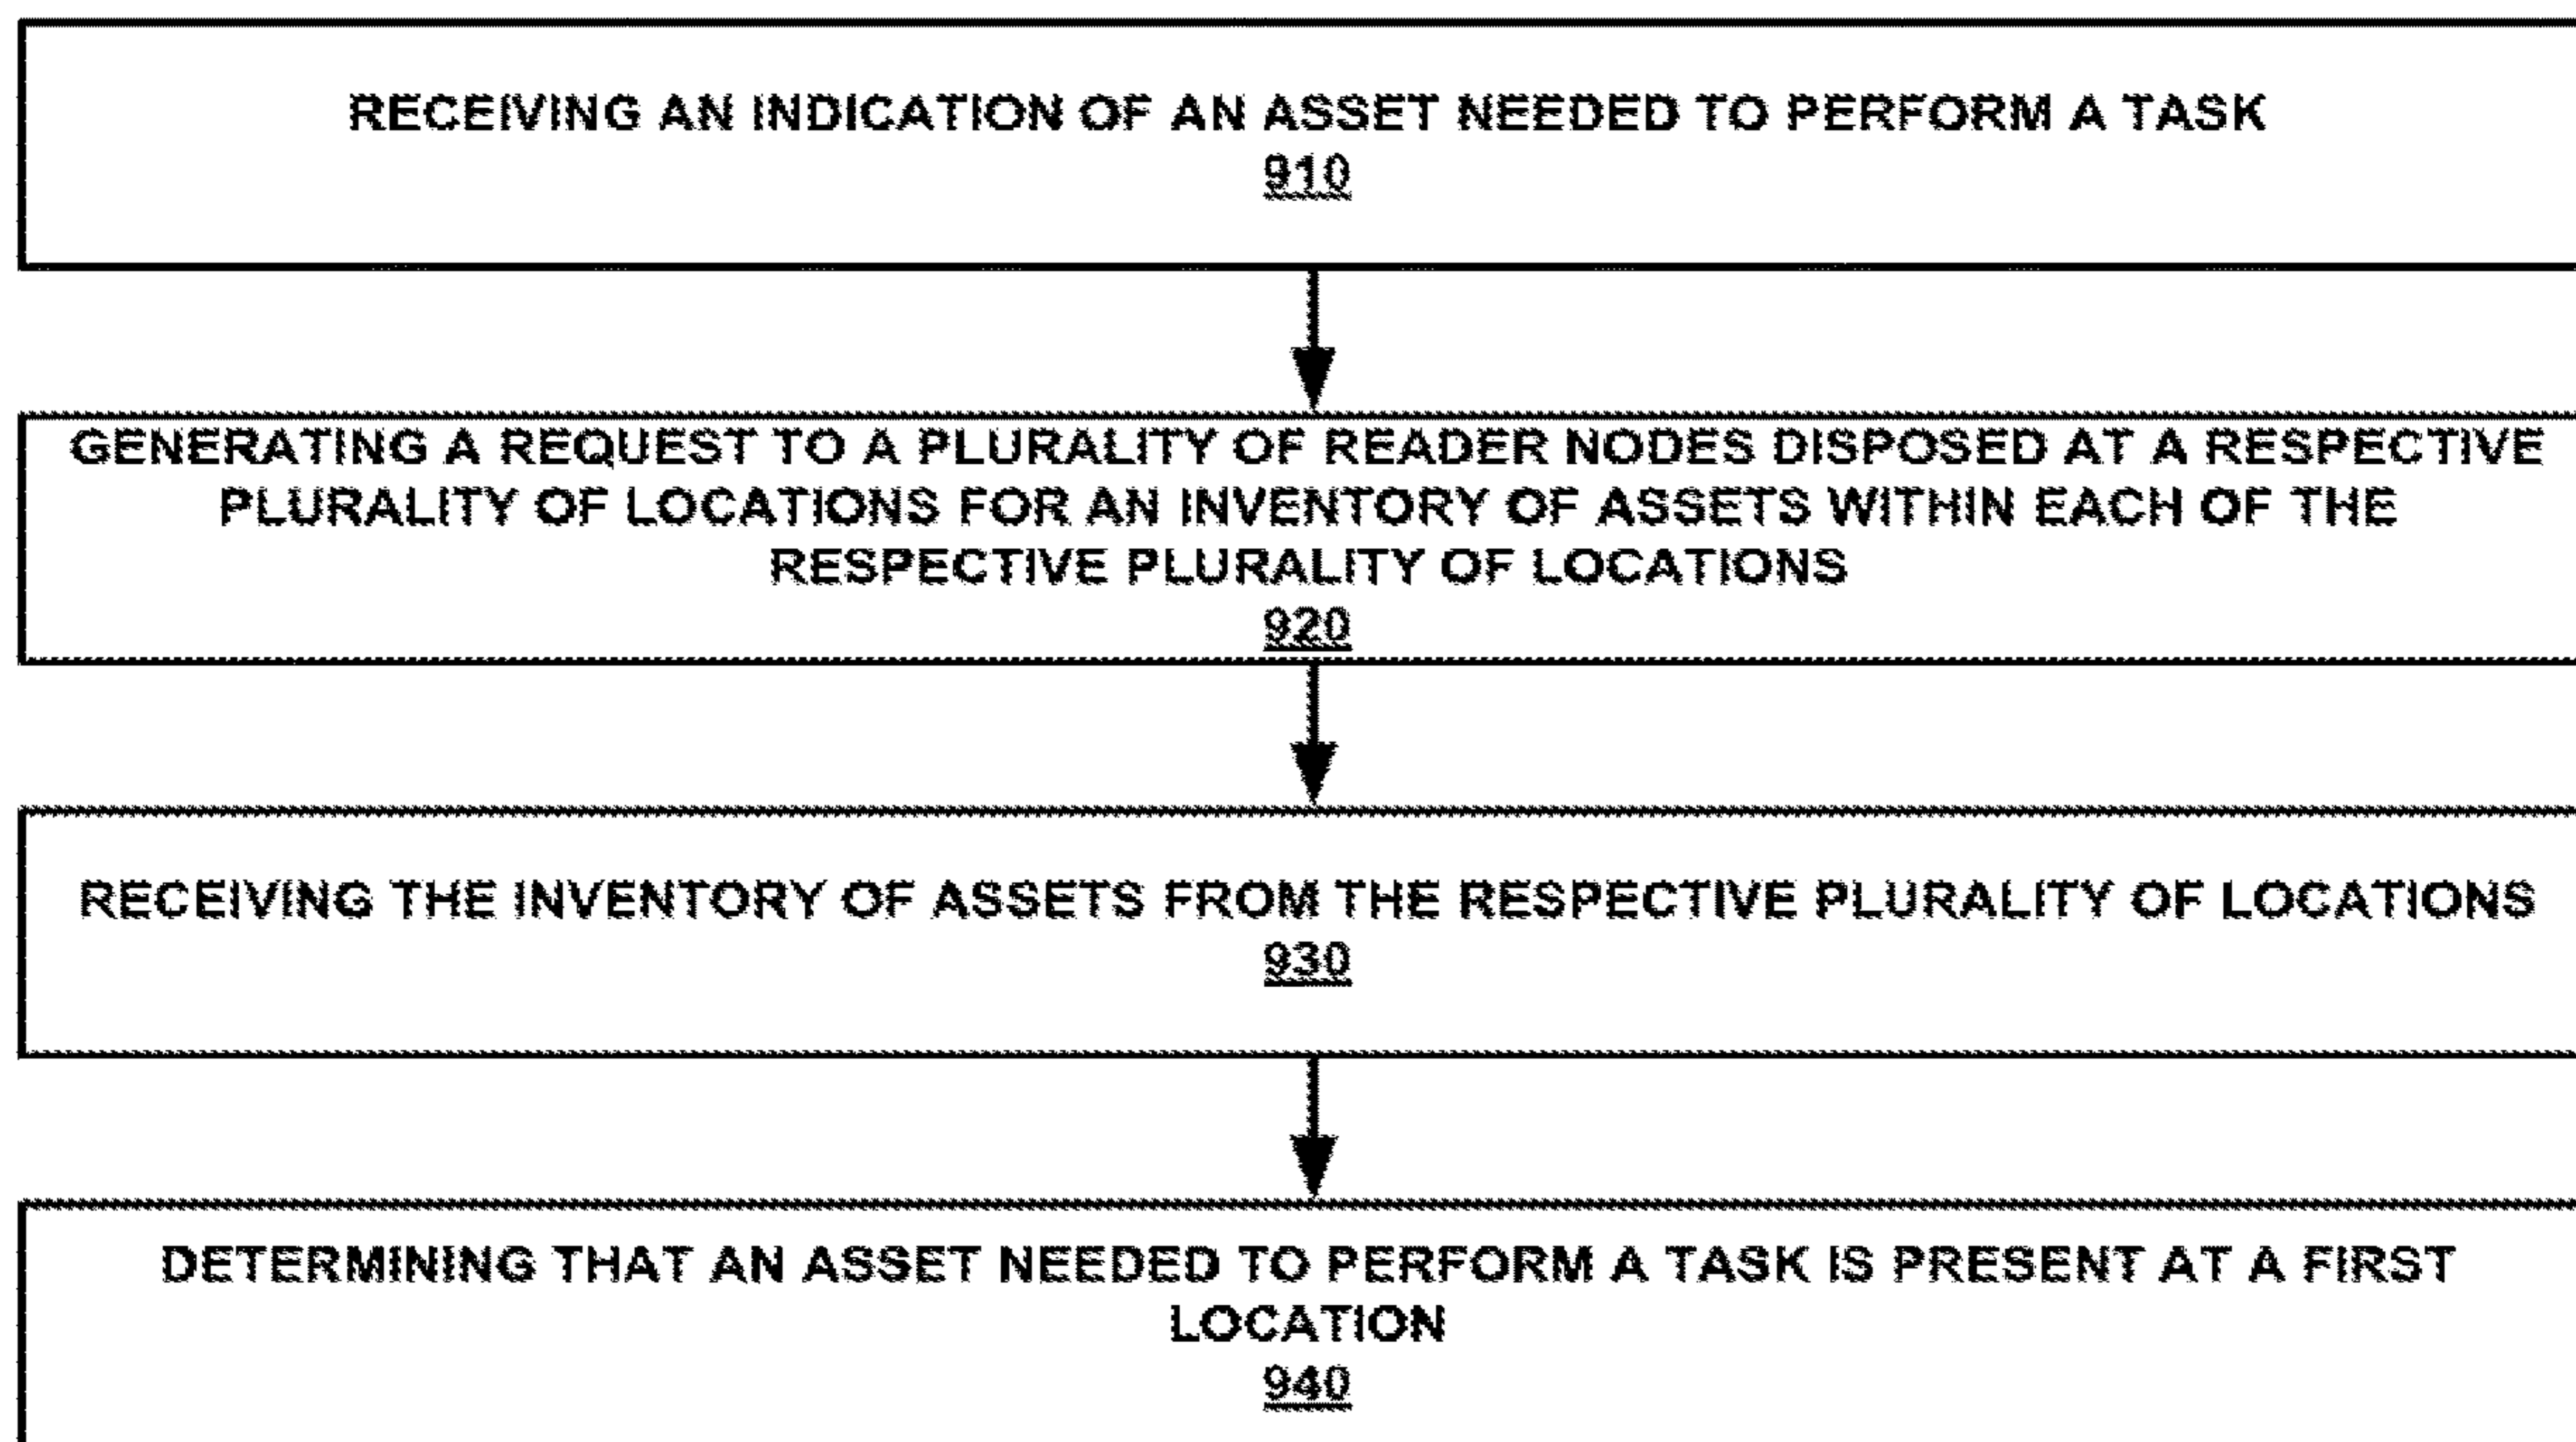 RECEIVING AN INDICATION OF AN ASSET NEEDED TO PERFORM A TASK
910
GENERATING A REQUEST TO A PLURALITY OF READER NODES DISPOSED AT A RESPECTIVE
PLURALITY OF LOCATIONS FOR AN INVENTORY OF ASSETS WITHIN EACH OF THE
RESPECTIVE PLURALITY OF LOCATIONS
920
RECEIVING THE INVENTORY OF ASSETS FROM THE RESPECTIVE PLURALITY OF LOCATIONS
930
DETERMINING THAT AN ASSET NEEDED TO PERFORM A TASK IS PRESENT AT A FIRST
LOCATION
940